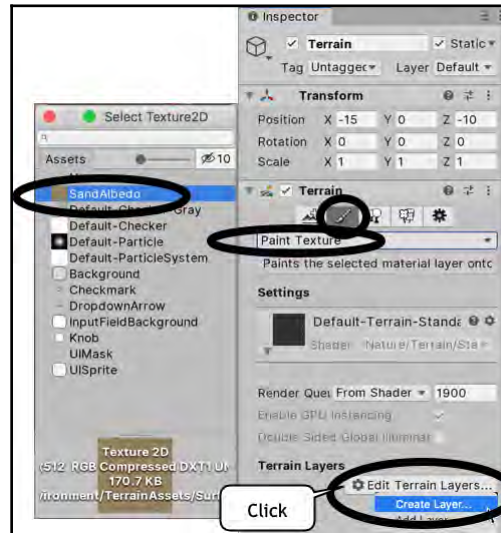 Inspector
Terrain
Static
Tag Untagged Layer Default
Transform
Position X -15 Y 0 Z -10
Rotation X 0 Y 0 Z 0
Scale X 1 Y 1 Z 1
Terrain
Paint Texture
Paints the selected material layer onto
Settings
Default-Terrain-Standa
Shader Nature/Terrain/Sta
Render Queu From Shader 1900
Enable GPU Instancing
Double Sided Global Illuminat
Terrain Layers
Edit Terrain Layers...
Create Layer...
Add Layer
Click
Select Texture2D
Assets 10
SandAlbedo
Default-Checker-Gray
Default-Checker
Default-Particle
Default-ParticleSystem
Background
Checkmark
DropdownArrow
InputFieldBackground
Knob
UIMask
UISprite
Texture 2D
(512 RGB Compressed DXT1 UN
170.7 KB
/ironment/TerrainAssets/Surf